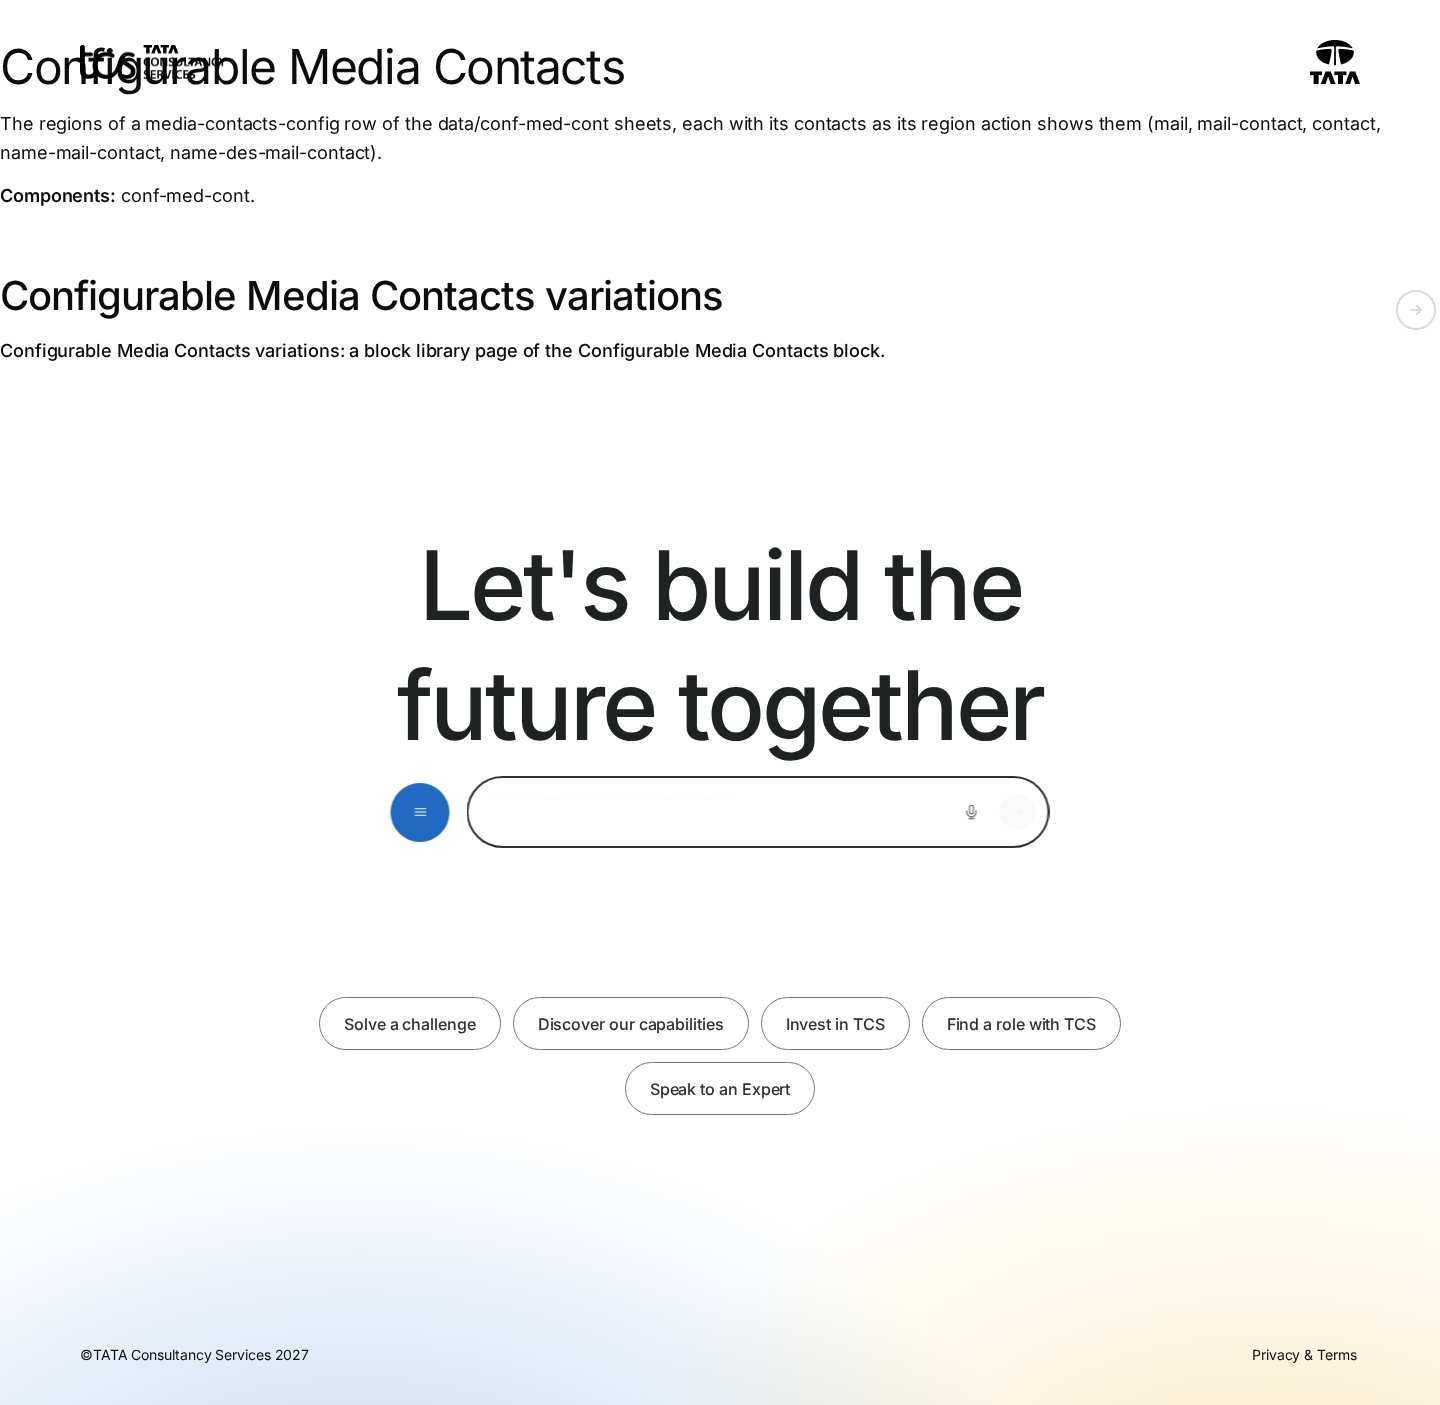 Configurable Media Contacts
TATA
CONSULTANCY
SERVICES
TATA
The regions of a media-contacts-config row of the data/conf-med-cont sheets, each with its contacts as its region action shows them (mail, mail-contact, contact,
name-mail-contact, name-des-mail-contact).
Components: conf-med-cont.
Configurable Media Contacts variations
Configurable Media Contacts variations: a block library page of the Configurable Media Contacts block.
Let's build the
future together
Solve a challenge
Discover our capabilities
Invest in TCS
Find a role with TCS
Speak to an Expert
©TATA Consultancy Services 2027
Privacy & Terms